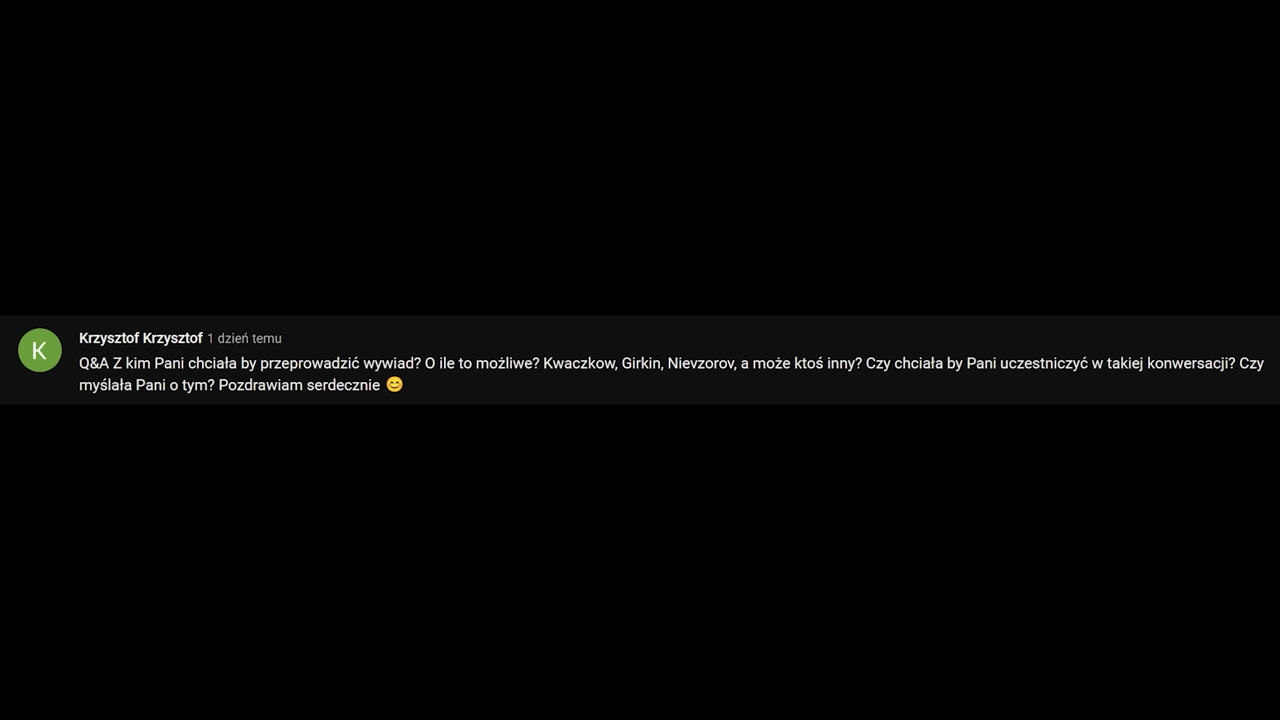 K
Krzysztof Krzysztof 1 dzień temu
Q&A Z kim Pani chciała by przeprowadzić wywiad? O ile to możliwe? Kwaczkow, Girkin, Nievzorov, a może ktoś inny? Czy chciała by Pani uczestniczyć w takiej konwersacji? Czy
myślała Pani o tym? Pozdrawiam serdecznie 😊